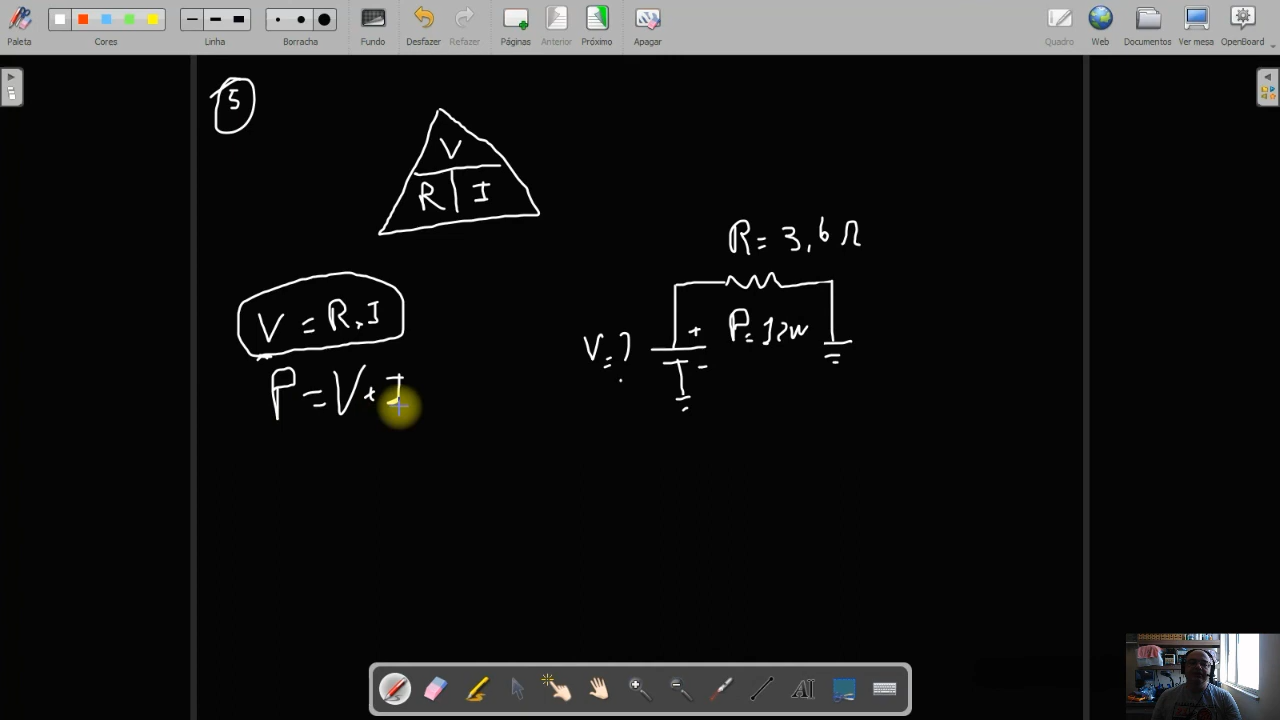 Paleta
Cores
Linha
Borracha
Fundo
Desfazer
Refazer
Páginas
Anterior
Próximo
Apagar
Quadro
Web
Documentos
Ver mesa
OpenBoard
5
V
R I
R = 3,6 Ω
V = R.I
P = 12W
V = ?
+
-
P = V * I
AI